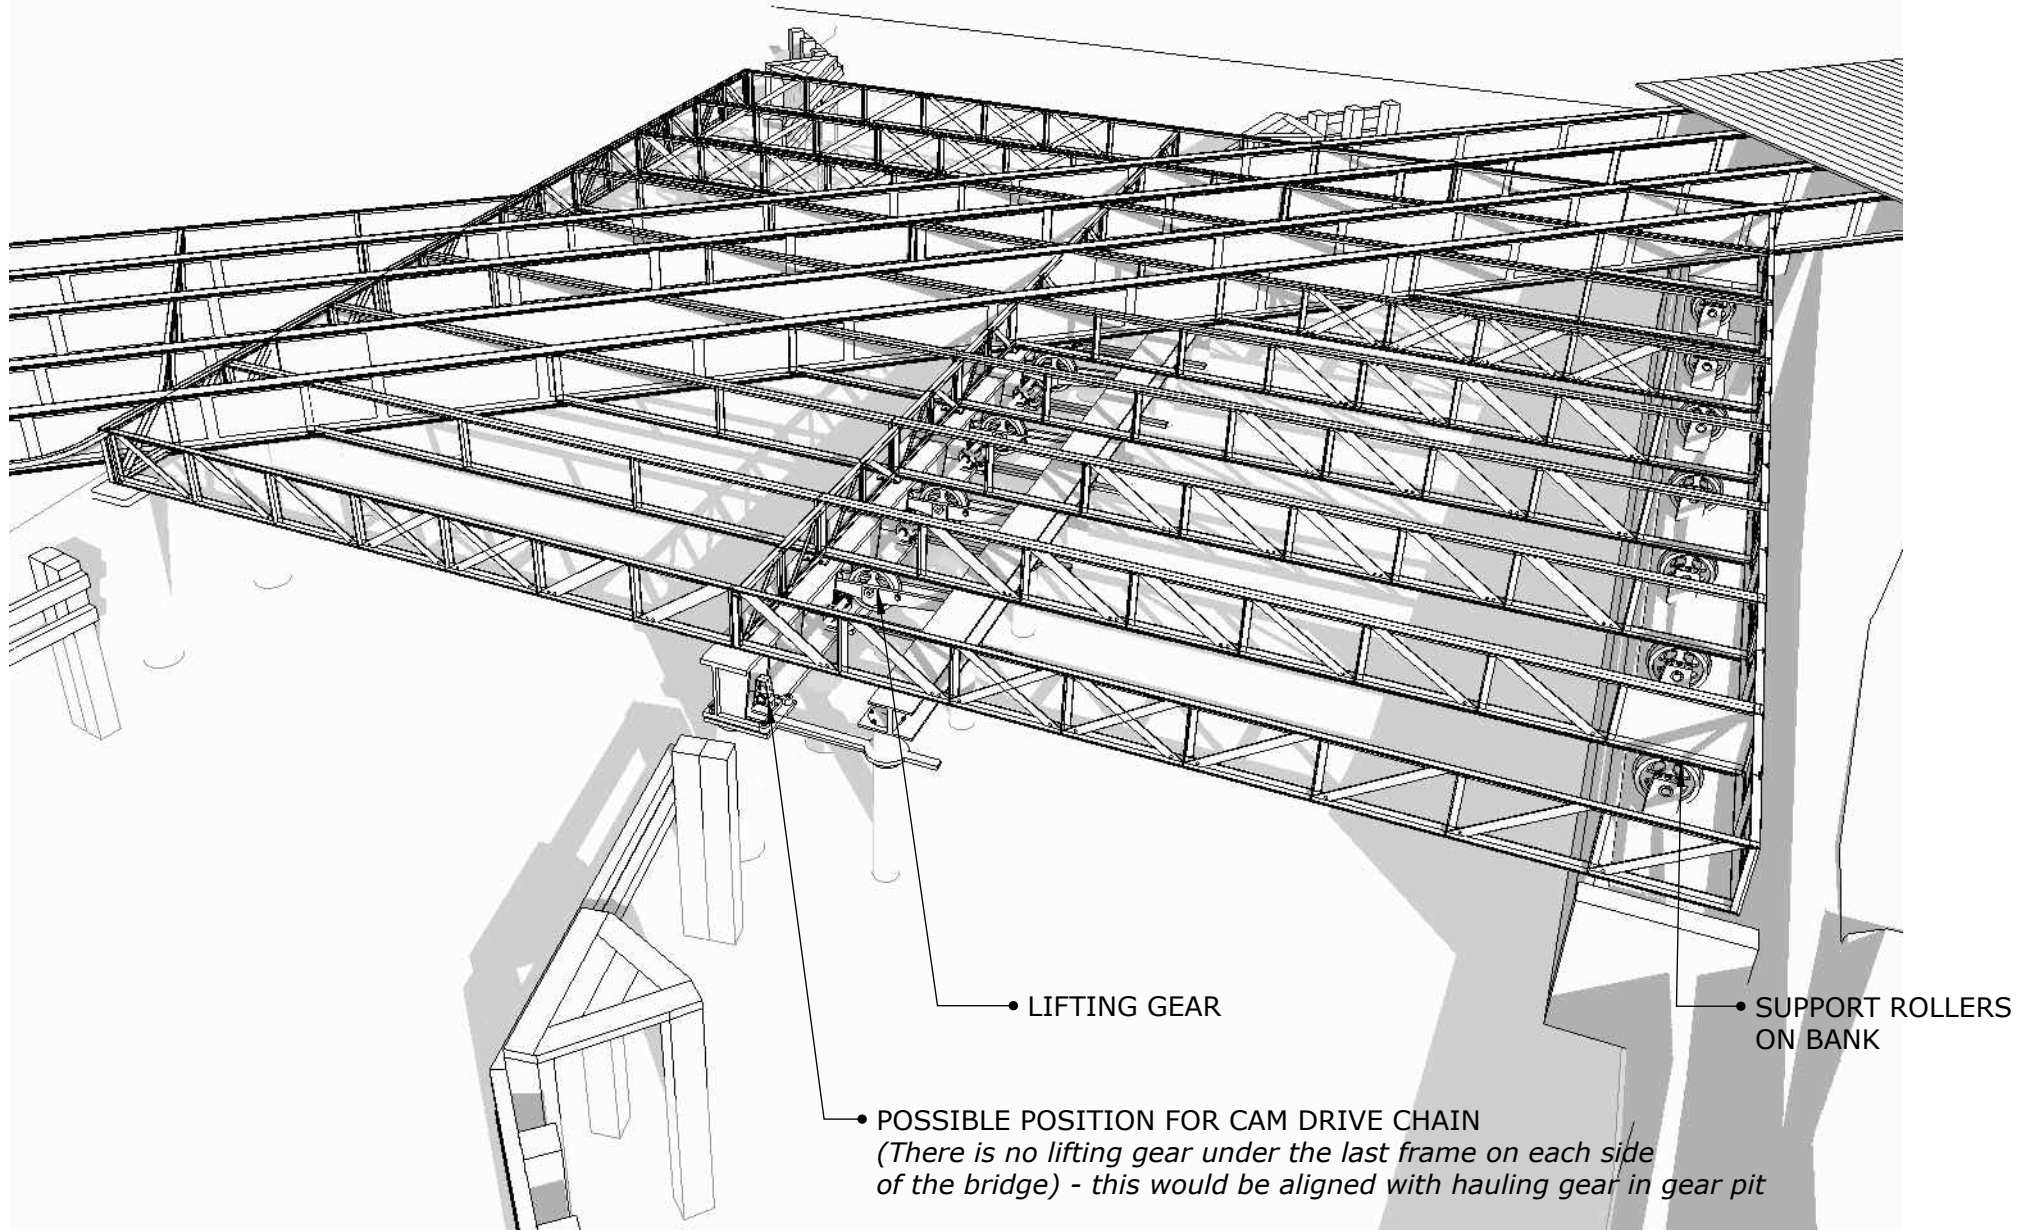 LIFTING GEAR
SUPPORT ROLLERS
ON BANK
POSSIBLE POSITION FOR CAM DRIVE CHAIN
(There is no lifting gear under the last frame on each side
of the bridge) - this would be aligned with hauling gear in gear pit